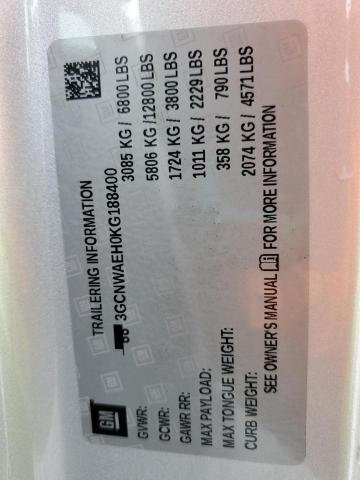 GM
TRAILERING INFORMATION
3GCNWAEH0KG188400
GVWR: 3085 KG / 6800 LBS
GCWR: 5806 KG /12800 LBS
GAWR RR: 1724 KG / 3800 LBS
MAX PAYLOAD: 1011 KG / 2229 LBS
MAX TONGUE WEIGHT: 358 KG / 790 LBS
CURB WEIGHT: 2074 KG / 4571 LBS
SEE OWNER'S MANUAL FOR MORE INFORMATION